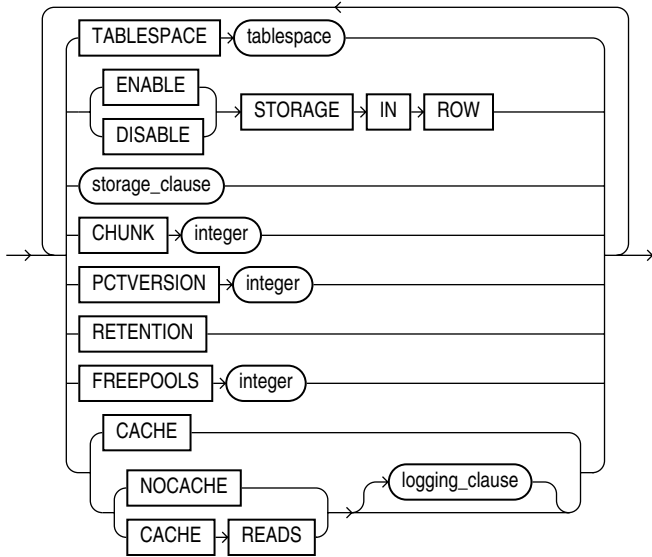 TABLESPACE tablespace
ENABLE
DISABLE
STORAGE IN ROW
storage_clause
CHUNK integer
PCTVERSION integer
RETENTION
FREEPOOLS integer
CACHE
NOCACHE
CACHE READS
logging_clause